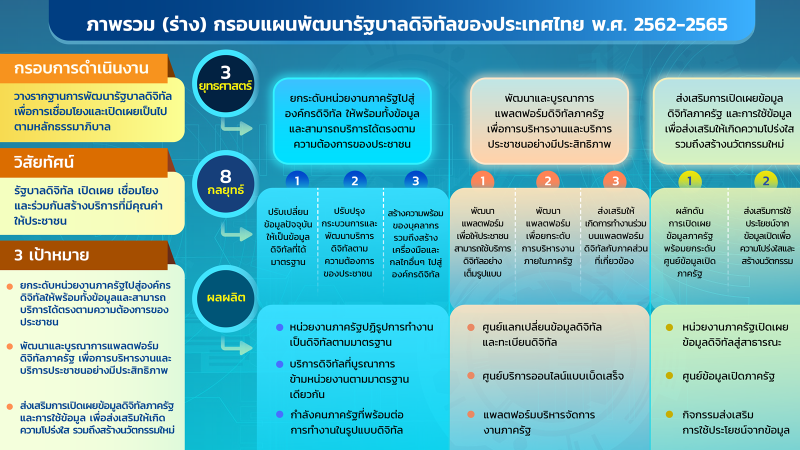 ภาพรวม (ร่าง) กรอบแผนพัฒนารัฐบาลดิจิทัลของประเทศไทย พ.ศ. 2562-2565
กรอบการดำเนินงาน
วางรากฐานการพัฒนารัฐบาลดิจิทัล
เพื่อการเชื่อมโยงและเปิดเผยเป็นไป
ตามหลักธรรมาภิบาล
วิสัยทัศน์
รัฐบาลดิจิทัล เปิดเผย เชื่อมโยง
และร่วมกันสร้างบริการที่มีคุณค่า
ให้ประชาชน
3 เป้าหมาย
ยกระดับหน่วยงานภาครัฐไปสู่องค์กร
ดิจิทัลให้พร้อมทั้งข้อมูลและสามารถ
บริการได้ตรงตามความต้องการของ
ประชาชน
พัฒนาและบูรณาการแพลตฟอร์ม
ดิจิทัลภาครัฐ เพื่อการบริหารงานและ
บริการประชาชนอย่างมีประสิทธิภาพ
ส่งเสริมการเปิดเผยข้อมูลดิจิทัลภาครัฐ
และการใช้ข้อมูล เพื่อส่งเสริมให้เกิด
ความโปร่งใส รวมถึงสร้างนวัตกรรมใหม่
3
ยุทธศาสตร์
ยกระดับหน่วยงานภาครัฐไปสู่
องค์กรดิจิทัล ให้พร้อมทั้งข้อมูล
และสามารถบริการได้ตรงตาม
ความต้องการของประชาชน
พัฒนาและบูรณาการ
แพลตฟอร์มดิจิทัลภาครัฐ
เพื่อการบริหารงานและบริการ
ประชาชนอย่างมีประสิทธิภาพ
ส่งเสริมการเปิดเผยข้อมูล
ดิจิทัลภาครัฐ และการใช้ข้อมูล
เพื่อส่งเสริมให้เกิดความโปร่งใส
รวมถึงสร้างนวัตกรรมใหม่
8
กลยุทธ์
1
ปรับเปลี่ยน
ข้อมูลปัจจุบัน
ให้เป็นข้อมูล
ดิจิทัลที่ได้
มาตรฐาน
2
ปรับปรุง
กระบวนการและ
พัฒนาบริการ
ดิจิทัลตาม
ความต้องการ
ของประชาชน
3
สร้างความพร้อม
ของบุคลากร
รวมถึงสร้าง
เครื่องมือและ
กลไกอื่นๆ ไปสู่
องค์กรดิจิทัล
1
พัฒนา
แพลตฟอร์ม
เพื่อให้ประชาชน
สามารถใช้บริการ
ดิจิทัลอย่าง
เต็มรูปแบบ
2
พัฒนา
แพลตฟอร์ม
เพื่อยกระดับ
การบริหารงาน
ภายในภาครัฐ
3
ส่งเสริมให้
เกิดการทำงานร่วม
บนแพลตฟอร์ม
ดิจิทัลกับภาคส่วน
ที่เกี่ยวข้อง
1
ผลักดัน
การเปิดเผย
ข้อมูลภาครัฐ
พร้อมยกระดับ
ศูนย์ข้อมูลเปิด
ภาครัฐ
2
ส่งเสริมการใช้
ประโยชน์จาก
ข้อมูลเปิดเพื่อ
ความโปร่งใสและ
สร้างนวัตกรรม
ผลผลิต
หน่วยงานภาครัฐปฏิรูปการทำงาน
เป็นดิจิทัลตามมาตรฐาน
บริการดิจิทัลที่บูรณาการ
ข้ามหน่วยงานตามมาตรฐาน
เดียวกัน
กำลังคนภาครัฐที่พร้อมต่อ
การทำงานในรูปแบบดิจิทัล
ศูนย์แลกเปลี่ยนข้อมูลดิจิทัล
และทะเบียนดิจิทัล
ศูนย์บริการออนไลน์แบบเบ็ดเสร็จ
แพลตฟอร์มบริหารจัดการ
งานภาครัฐ
หน่วยงานภาครัฐเปิดเผย
ข้อมูลดิจิทัลสู่สาธารณะ
ศูนย์ข้อมูลเปิดภาครัฐ
กิจกรรมส่งเสริม
การใช้ประโยชน์จากข้อมูล